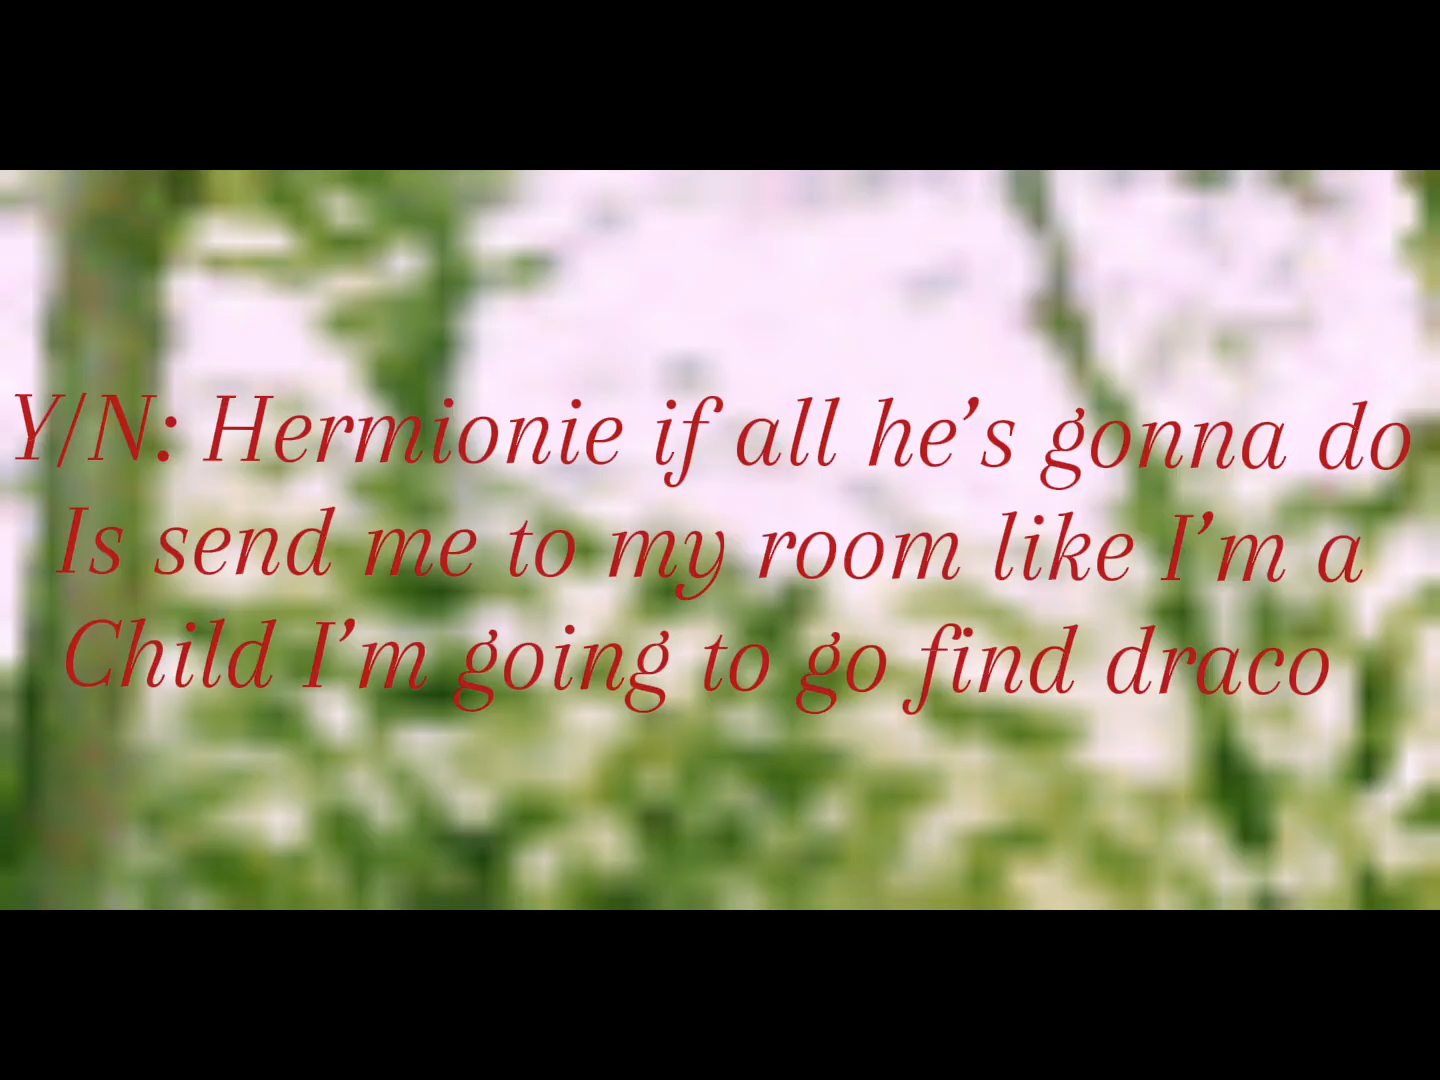 Y/N: Hermionie if all he’s gonna do
Is send me to my room like I’m a
Child I’m going to go find draco